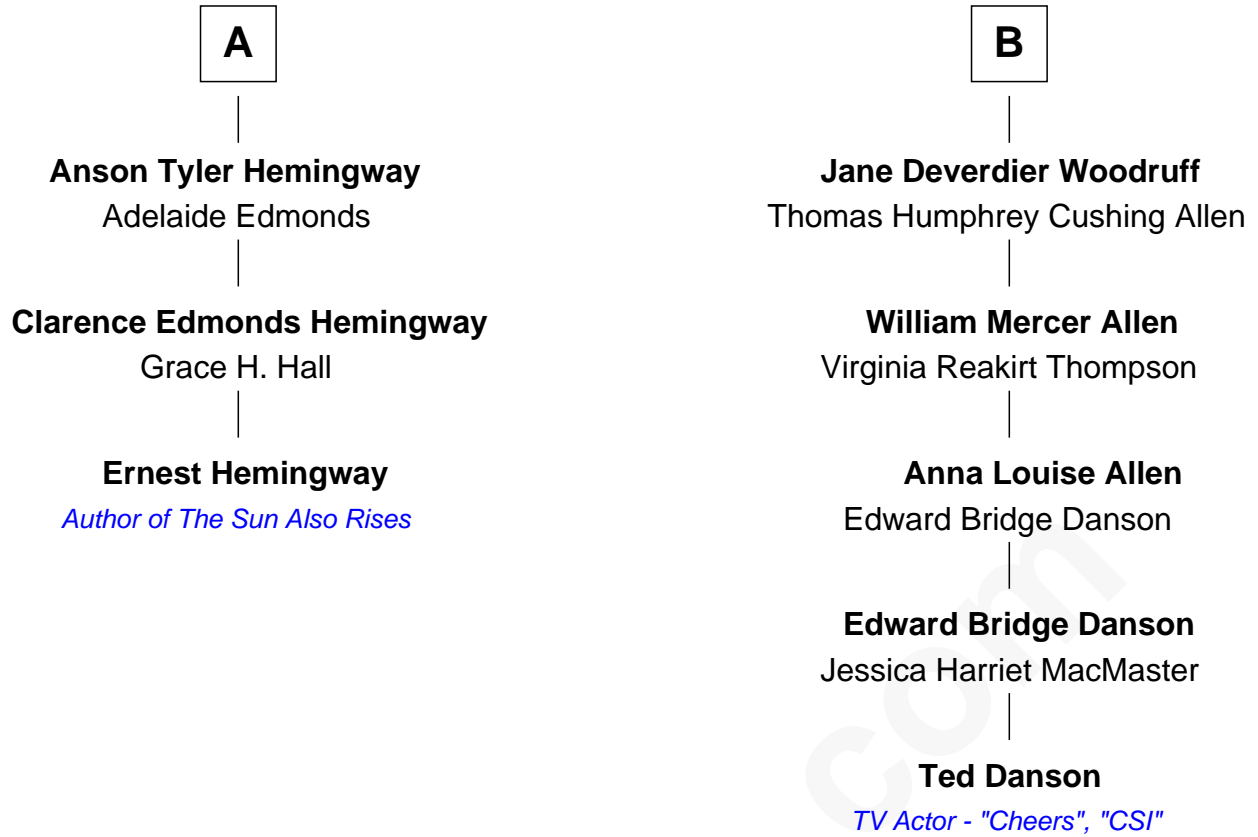 A
Anson Tyler Hemingway
Adelaide Edmonds
Clarence Edmonds Hemingway
Grace H. Hall
Ernest Hemingway
Author of The Sun Also Rises
B
Jane Deverdier Woodruff
Thomas Humphrey Cushing Allen
William Mercer Allen
Virginia Reakirt Thompson
Anna Louise Allen
Edward Bridge Danson
Edward Bridge Danson
Jessica Harriet MacMaster
Ted Danson
TV Actor - "Cheers", "CSI"
com